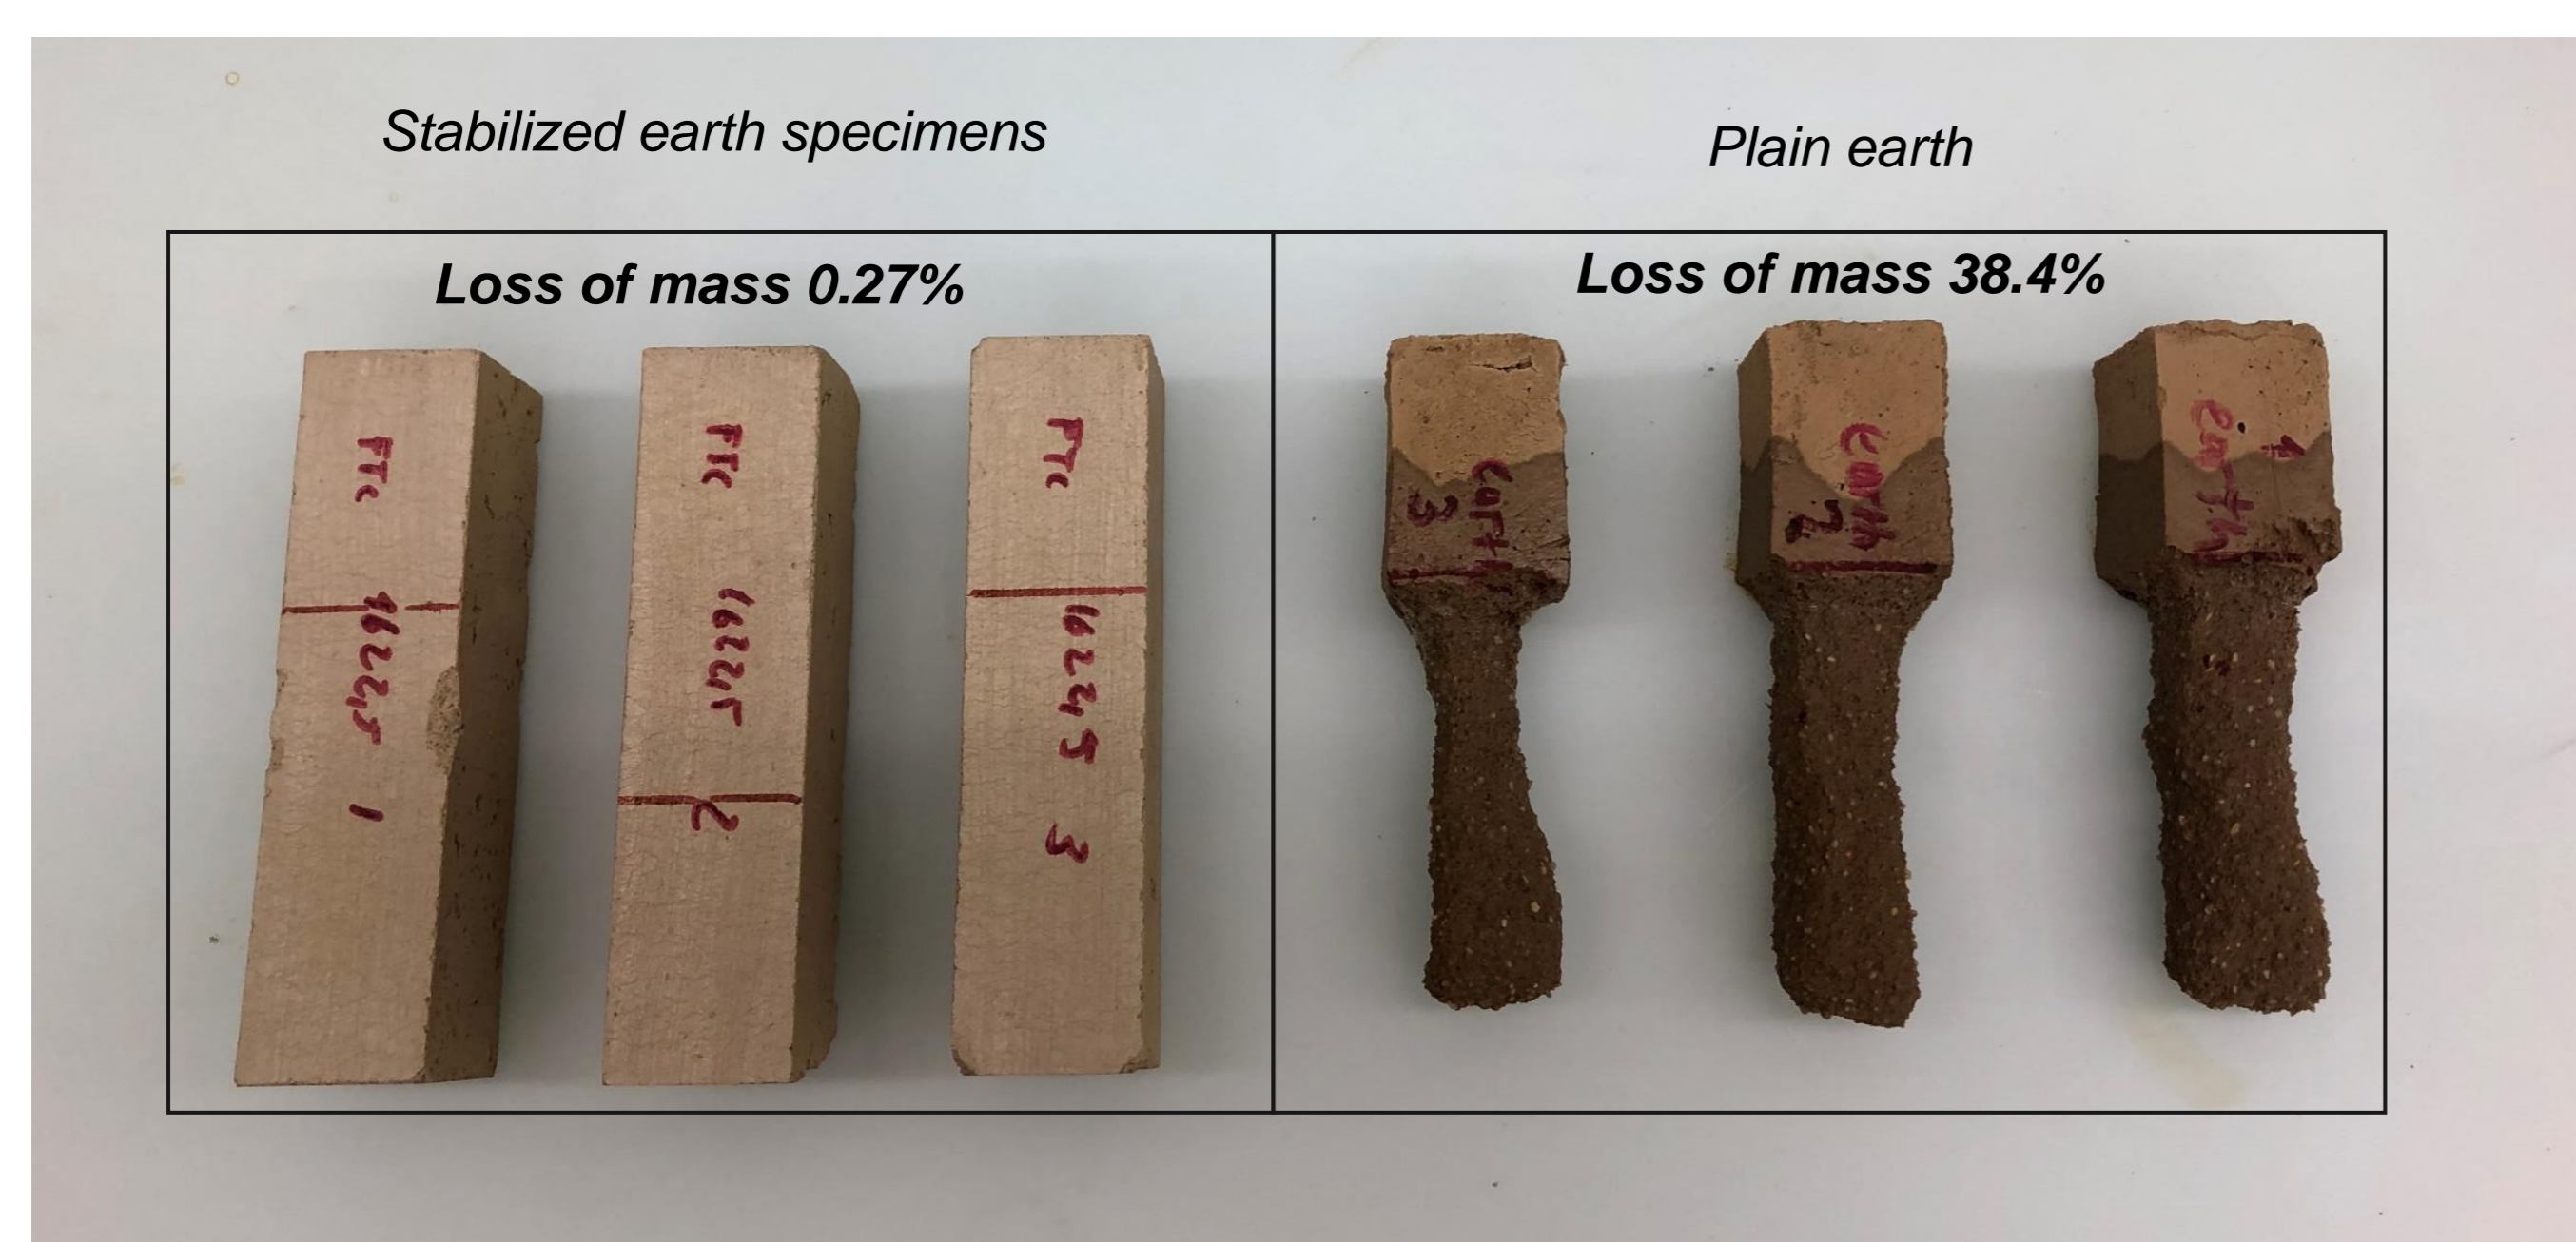 Stabilized earth specimens
Plain earth
Loss of mass 0.27%
Loss of mass 38.4%
FTc
1
FTc
2
FTc
3
earth
3
earth
2
earth
1